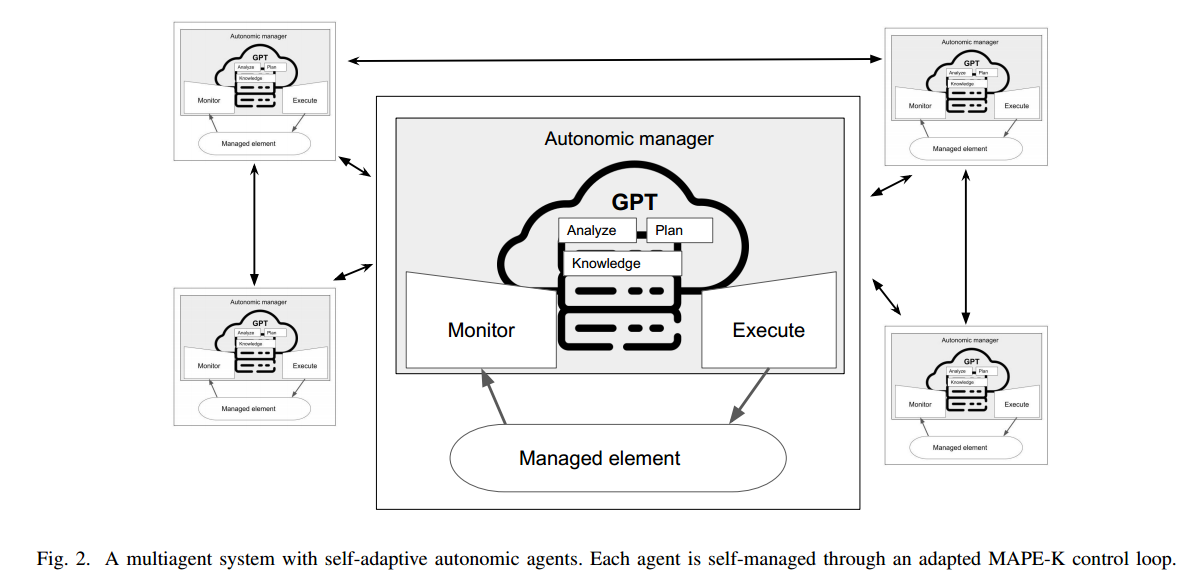 Autonomic manager
GPT
Analyze Plan
Knowledge
Monitor Execute
Managed element
Autonomic manager
GPT
Analyze Plan
Knowledge
Monitor Execute
Managed element
Autonomic manager
GPT
Analyze Plan
Knowledge
Monitor Execute
Managed element
Autonomic manager
GPT
Analyze Plan
Knowledge
Monitor Execute
Managed element
Autonomic manager
GPT
Analyze Plan
Knowledge
Monitor Execute
Managed element
Fig. 2. A multiagent system with self-adaptive autonomic agents. Each agent is self-managed through an adapted MAPE-K control loop.